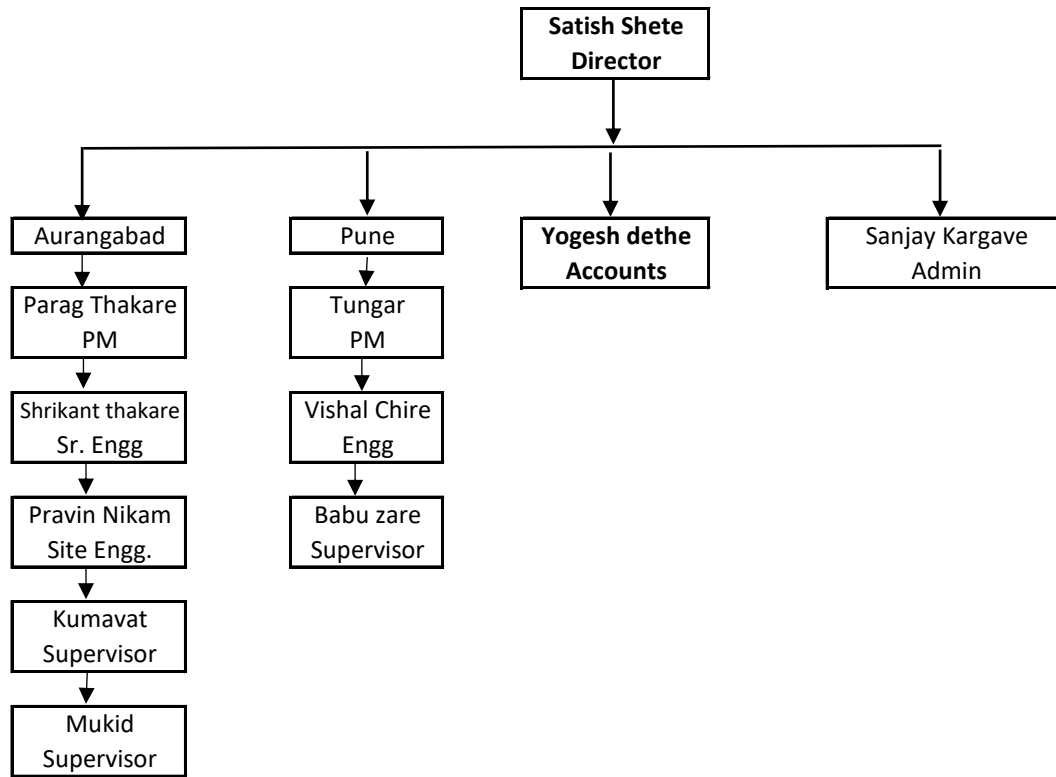 Satish Shete
Director
Aurangabad
Pune
Yogesh dethe
Accounts
Sanjay Kargave
Admin
Parag Thakare
PM
Tungar
PM
Shrikant thakare
Sr. Engg
Vishal Chire
Engg
Pravin Nikam
Site Engg.
Babu zare
Supervisor
Kumavat
Supervisor
Mukid
Supervisor